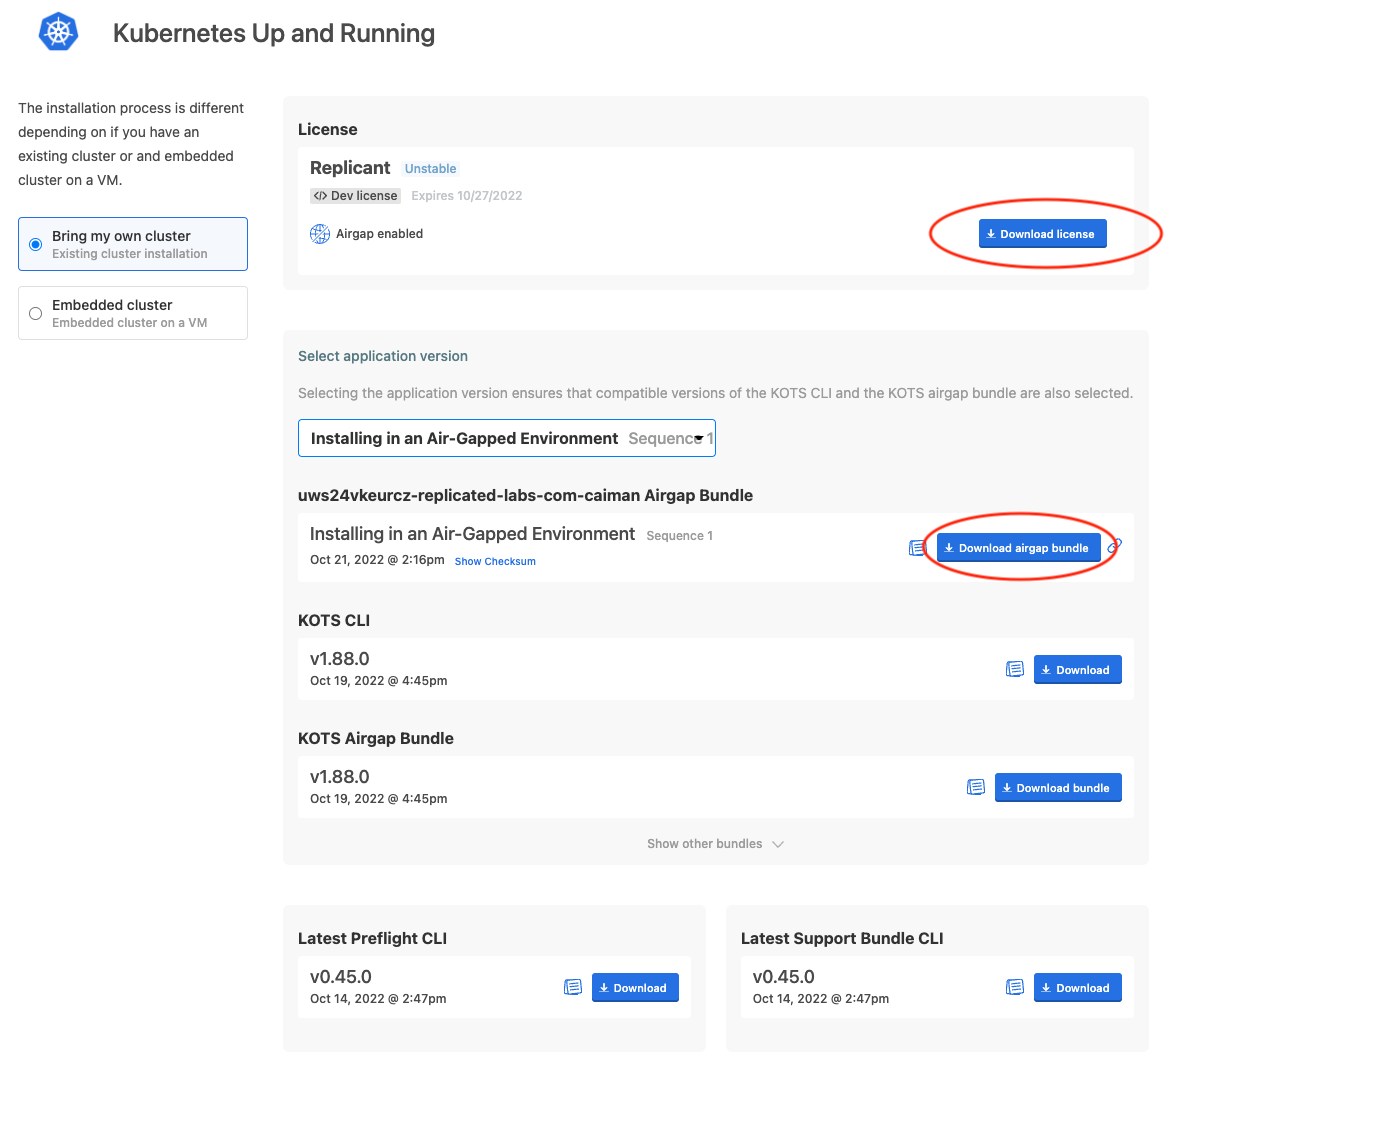 Kubernetes Up and Running
The installation process is different
depending on if you have an
existing cluster or and embedded
cluster on a VM.
Bring my own cluster
Existing cluster installation
Embedded cluster
Embedded cluster on a VM
License
Replicant Unstable
</> Dev license Expires 10/27/2022
Airgap enabled
Download license
Select application version
Selecting the application version ensures that compatible versions of the KOTS CLI and the KOTS airgap bundle are also selected.
Installing in an Air-Gapped Environment Sequence 1
uws24vkeurcz-replicated-labs-com-caiman Airgap Bundle
Installing in an Air-Gapped Environment Sequence 1
Oct 21, 2022 @ 2:16pm Show Checksum
Download airgap bundle
KOTS CLI
v1.88.0
Oct 19, 2022 @ 4:45pm
Download
KOTS Airgap Bundle
v1.88.0
Oct 19, 2022 @ 4:45pm
Download bundle
Show other bundles
Latest Preflight CLI
v0.45.0
Oct 14, 2022 @ 2:47pm
Download
Latest Support Bundle CLI
v0.45.0
Oct 14, 2022 @ 2:47pm
Download